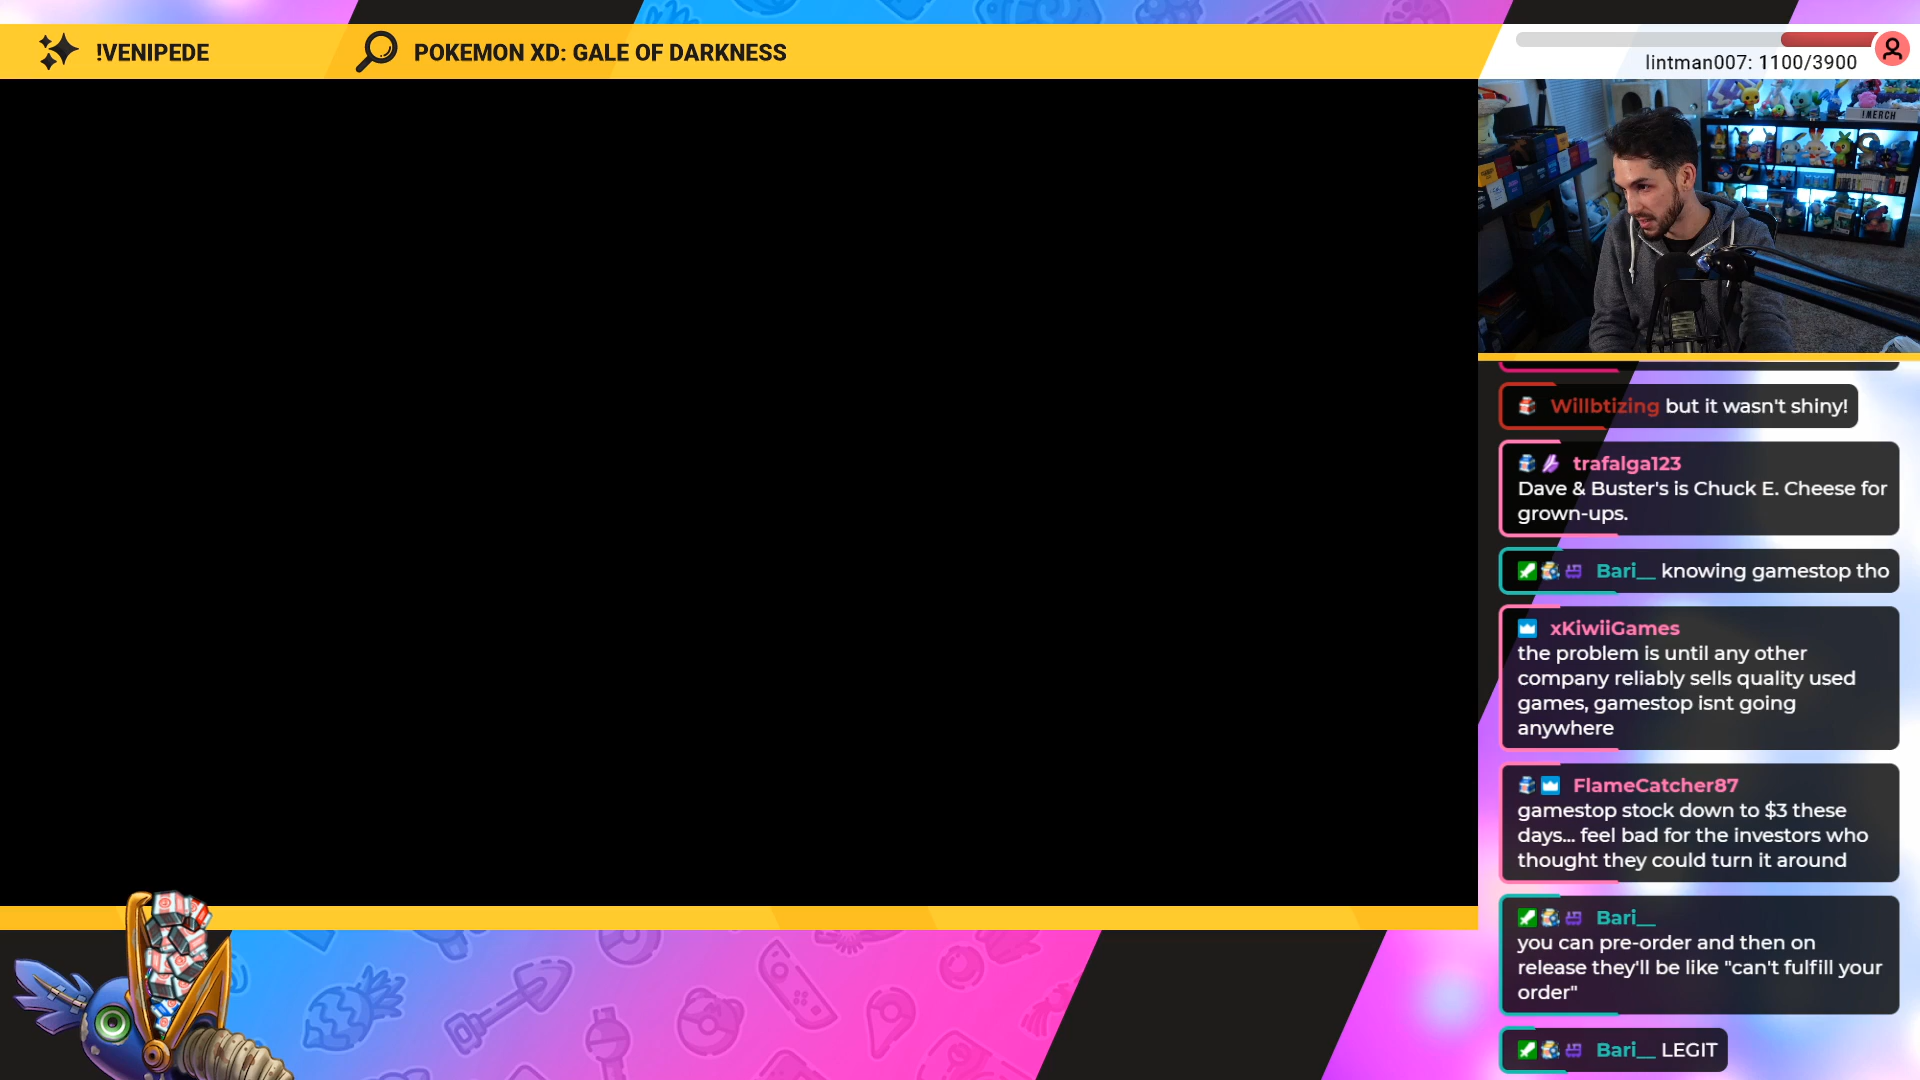 !VENIPEDE
POKEMON XD: GALE OF DARKNESS
lintman007: 1100/3900
!MERCH
Willbtizing but it wasn't shiny!
trafalga123
Dave & Buster's is Chuck E. Cheese for
grown-ups.
Bari__ knowing gamestop tho
xKiwiiGames
the problem is until any other
company reliably sells quality used
games, gamestop isnt going
anywhere
FlameCatcher87
gamestop stock down to $3 these
days... feel bad for the investors who
thought they could turn it around
Bari__
you can pre-order and then on
release they'll be like "can't fulfill your
order"
Bari__ LEGIT